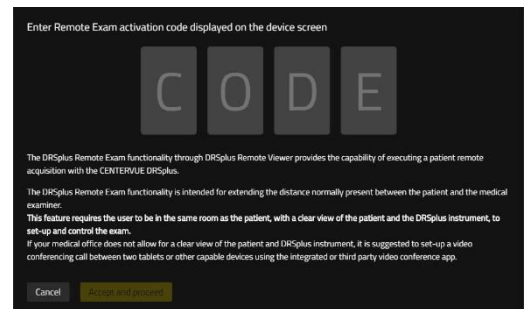 Enter Remote Exam activation code displayed on the device screen
C O D E
The DRSplus Remote Exam functionality through DRSplus Remote Viewer provides the capability of executing a patient remote
acquisition with the CENTERVUE DRSplus.
The DRSplus Remote Exam functionality is intended for extending the distance normally present between the patient and the medical
examiner.
This feature requires the user to be in the same room as the patient, with a clear view of the patient and the DRSplus instrument, to
set-up and control the exam.
If your medical office does not allow for a clear view of the patient and DRSplus instrument, it is suggested to set-up a video
conferencing call between two tablets or other capable devices using the integrated or third party video conference app.
Cancel Accept and proceed